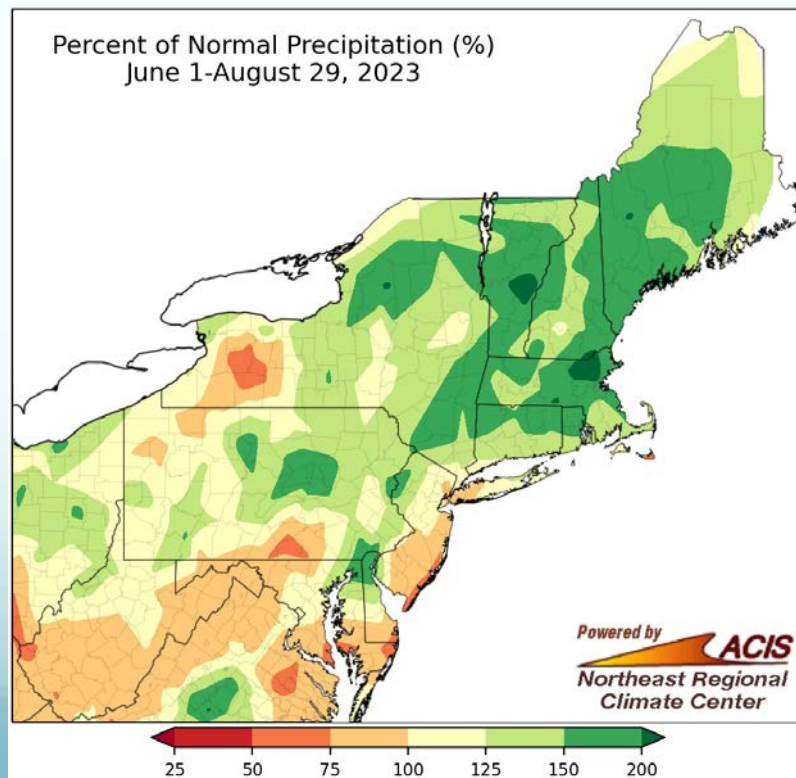 Percent of Normal Precipitation (%)
June 1-August 29, 2023
Powered by
ACIS
Northeast Regional
Climate Center
25 50 75 100 125 150 200